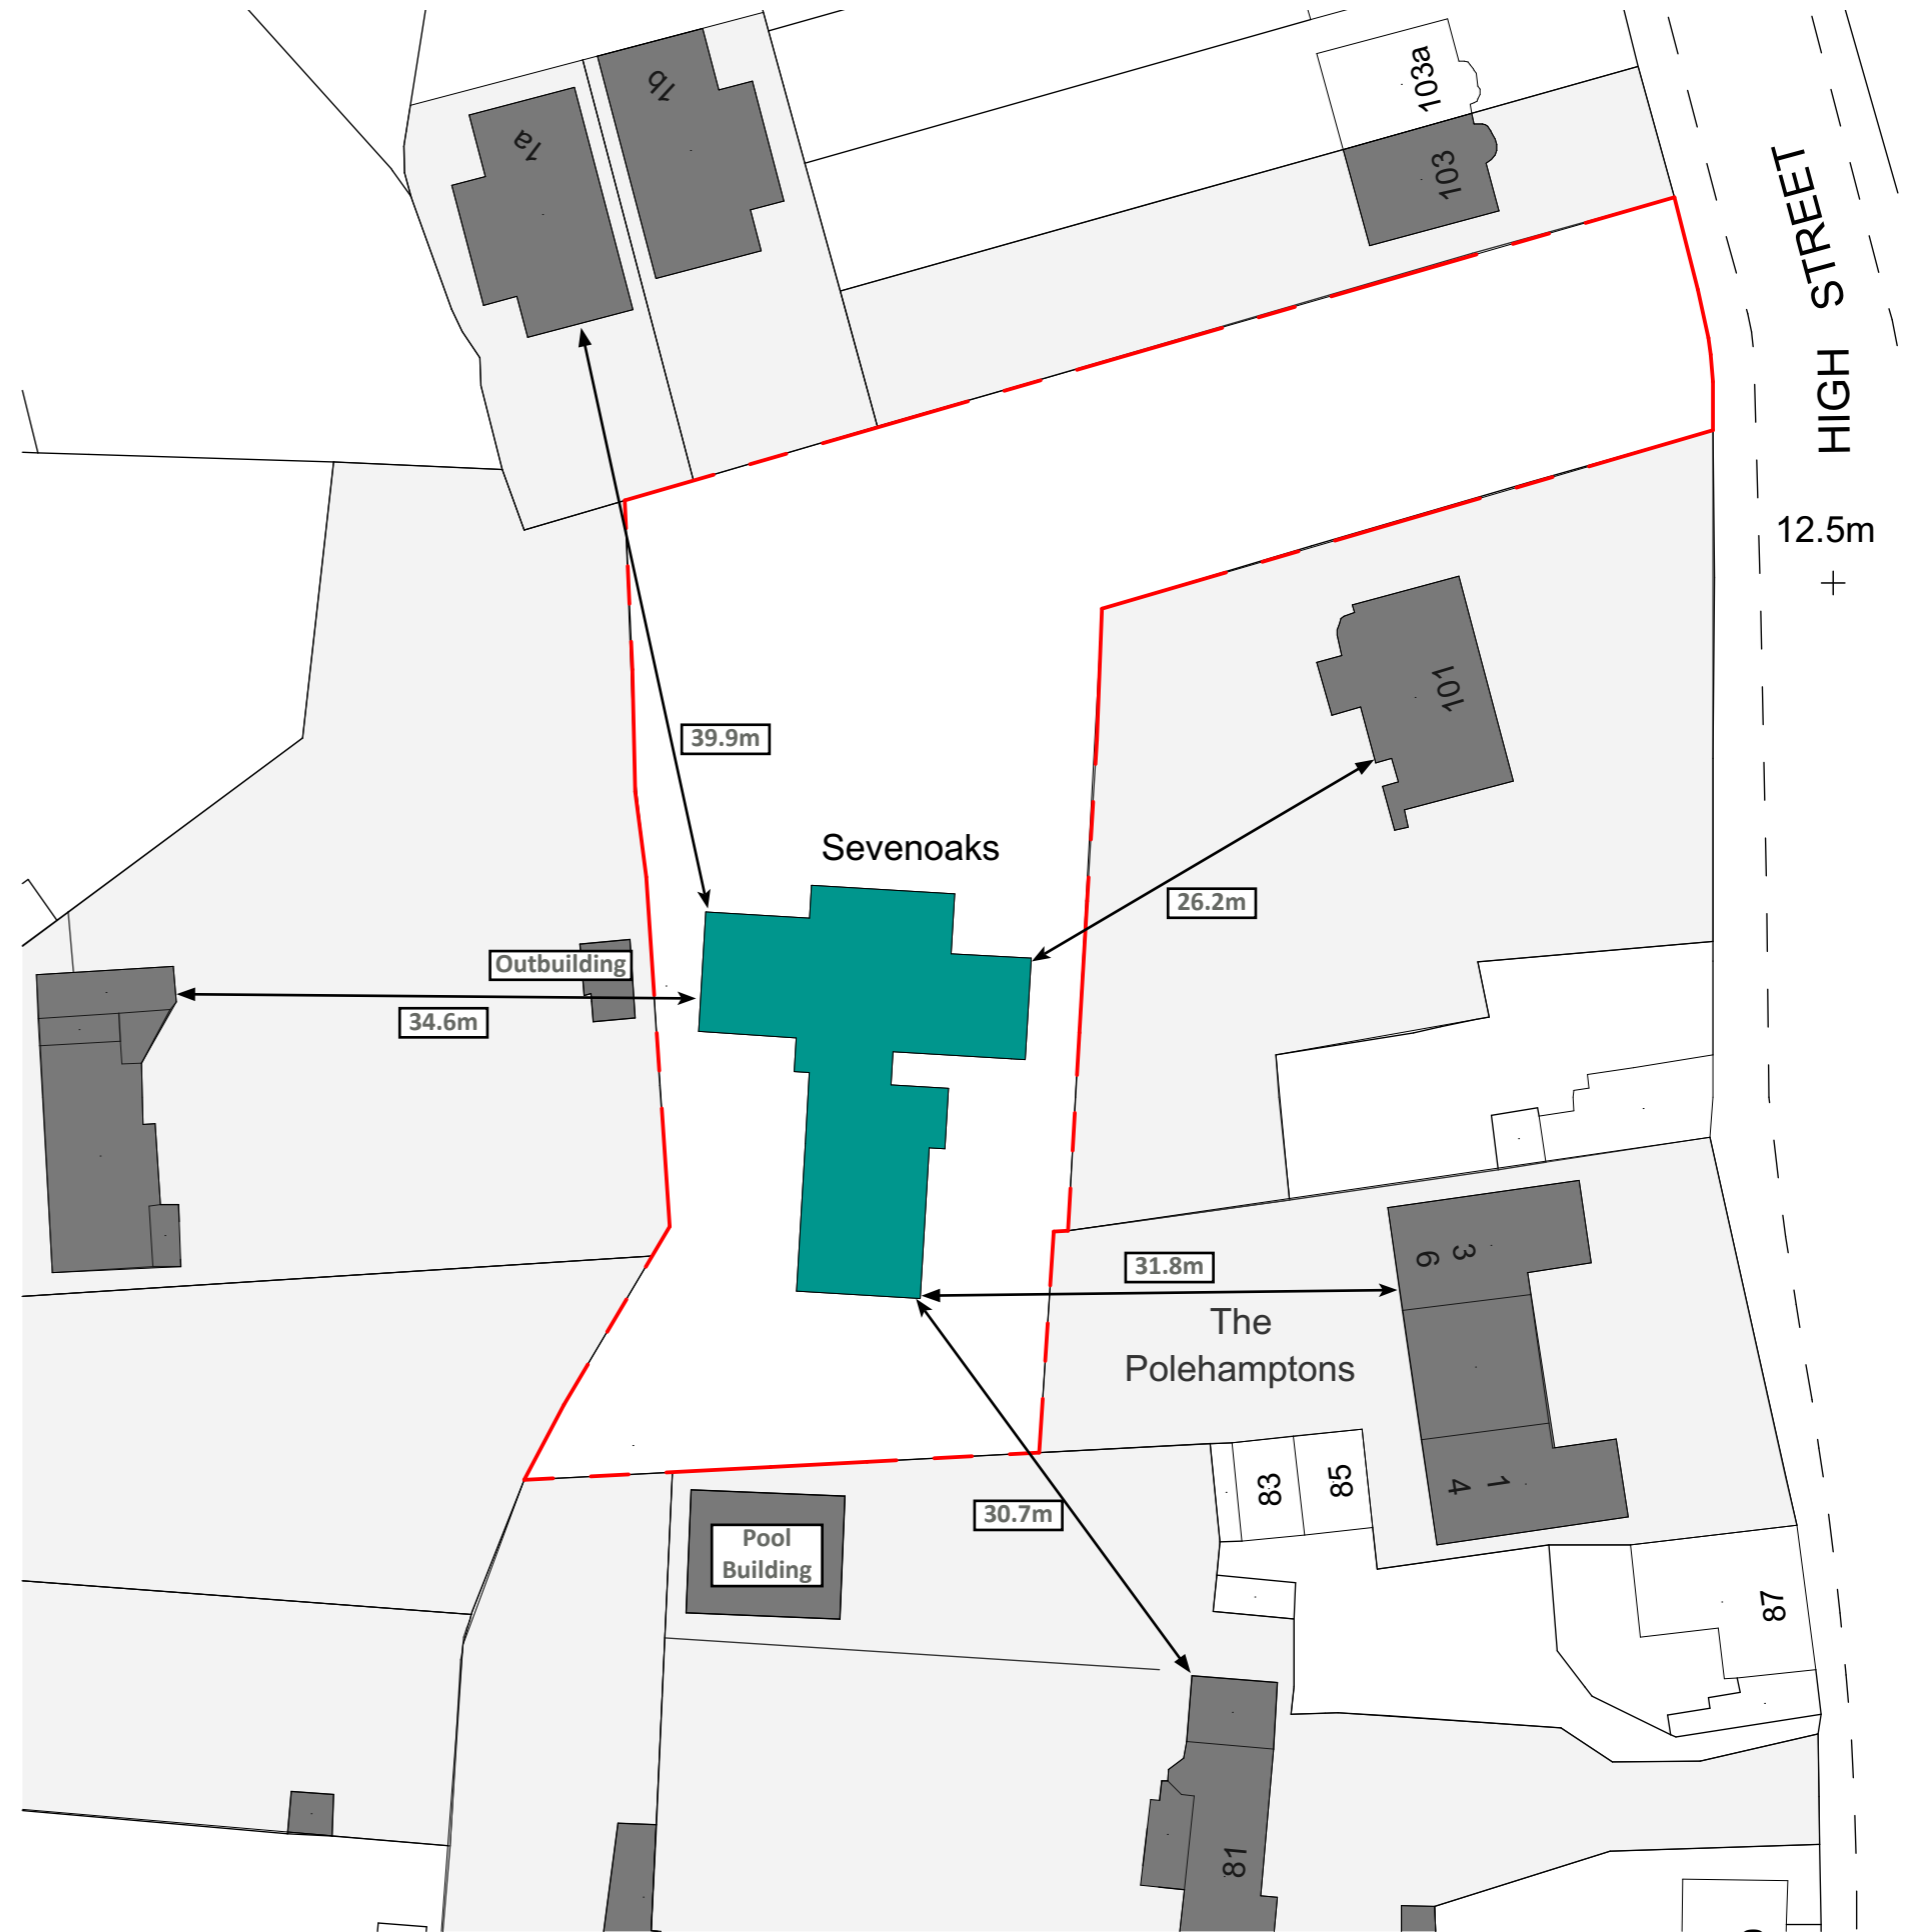 1a
1b
103a
103
HIGH STREET
12.5m
101
39.9m
Sevenoaks
26.2m
Outbuilding
34.6m
31.8m
The
Polehamptons
3
6
1
4
83
85
30.7m
Pool
Building
87
81